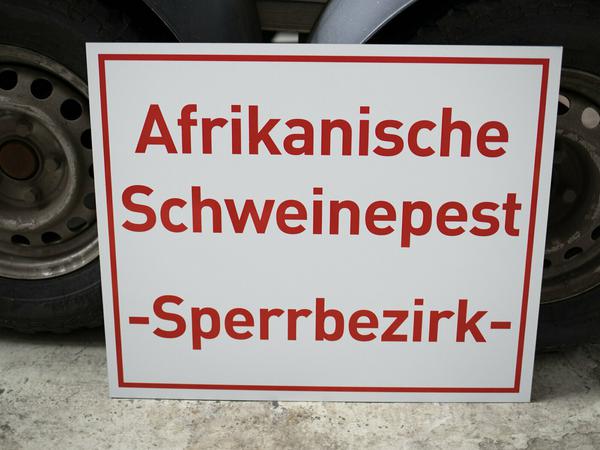 Afrikanische
Schweinepest
-Sperrbezirk-